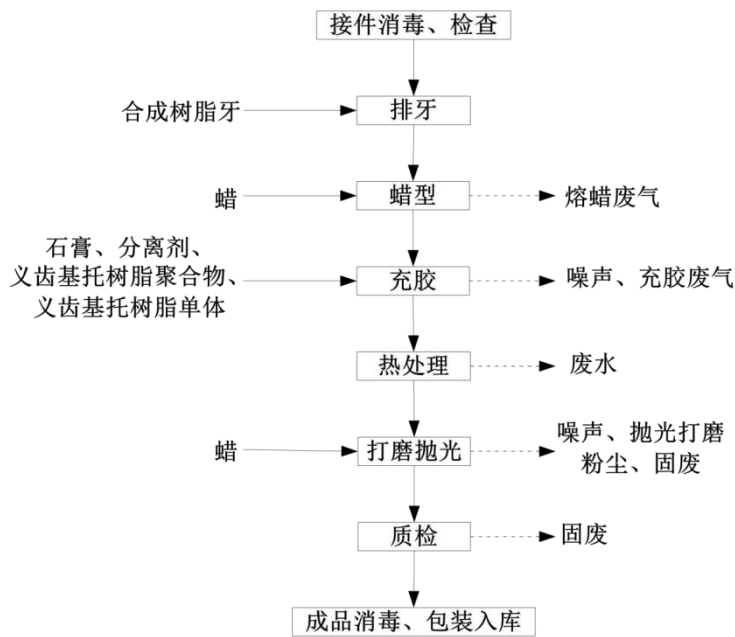 接件消毒、检查
合成树脂牙
排牙
蜡
蜡型
熔蜡废气
石膏、分离剂、
义齿基托树脂聚合物、
义齿基托树脂单体
充胶
噪声、充胶废气
热处理
废水
蜡
打磨抛光
噪声、抛光打磨
粉尘、固废
质检
固废
成品消毒、包装入库